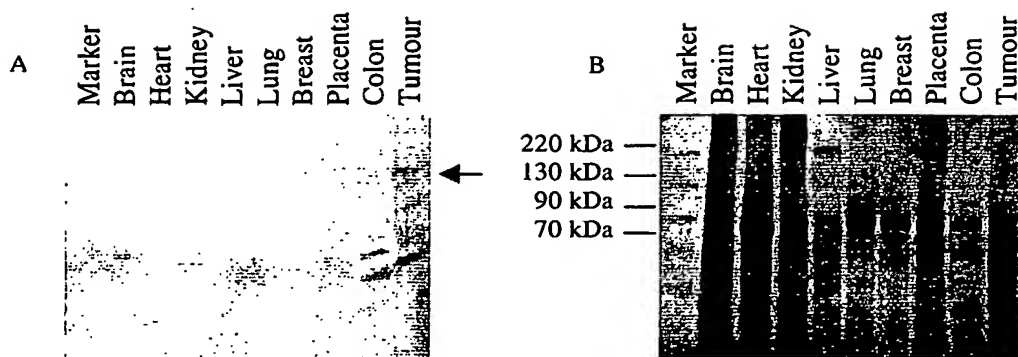 A
Marker
Brain
Heart
Kidney
Liver
Lung
Breast
Placenta
Colon
Tumour
B
Marker
Brain
Heart
Kidney
Liver
Lung
Breast
Placenta
Colon
Tumour
220 kDa
130 kDa
90 kDa
70 kDa